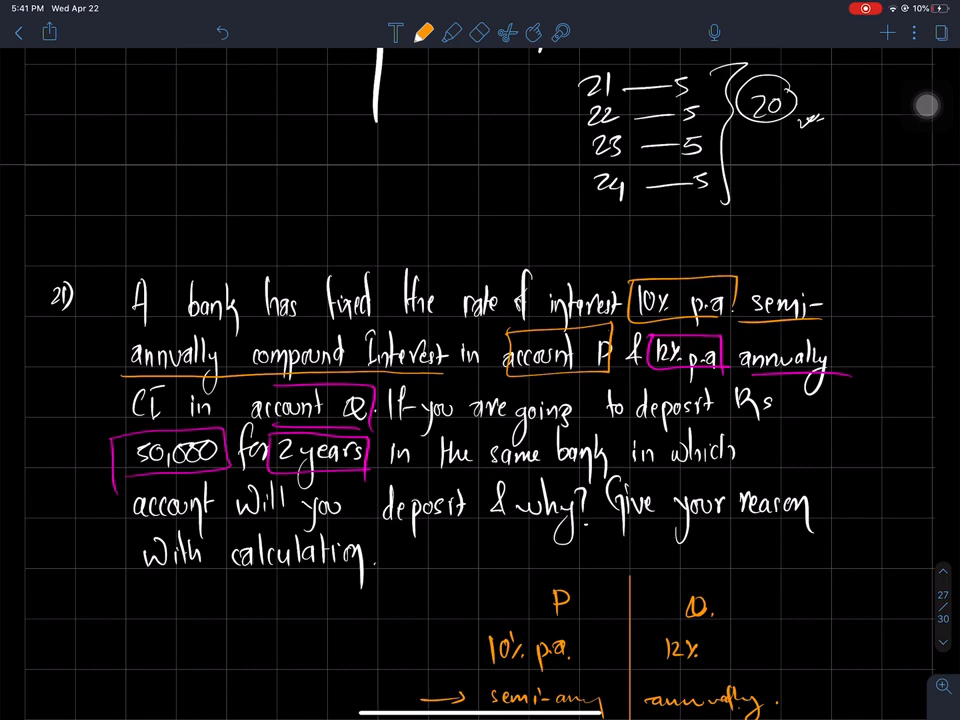 5:41 PM Wed Apr 22
10%
21 — 5
22 — 5
23 — 5
24 — 5
20
21) A bank has fixed the rate of interest 10% p.a. semi-
annually compound Interest in account P & 12% p.a annually
CI in account Q. If you are going to deposit Rs
50,000 for 2 years in the same bank in which
account will you deposit & why? Give your reason
with calculation.
P Q.
10% p.a. 12%
→ semi-ann annually.
27
/
30